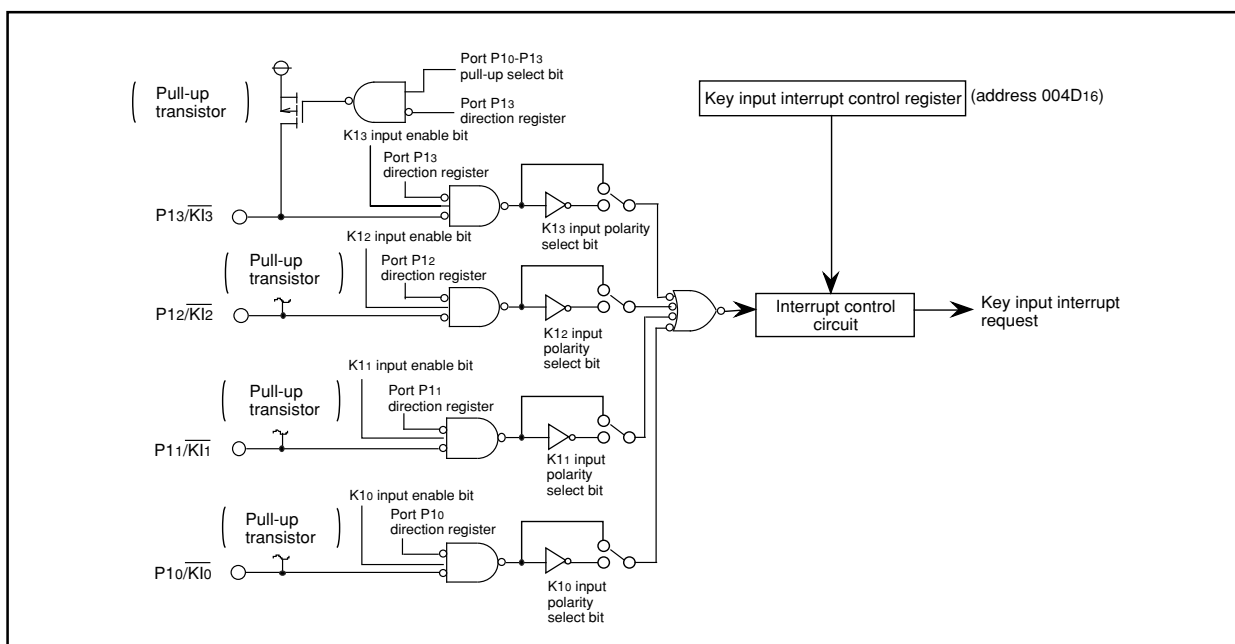 Port P10-P13
pull-up select bit
( Pull-up
transistor )
Port P13
direction register
Key input interrupt control register (address 004D16)
K13 input enable bit
Port P13
direction register
P13/KI3
K13 input polarity
select bit
K12 input enable bit
( Pull-up
transistor )
Port P12
direction register
P12/KI2
K12 input
polarity
select bit
Interrupt control
circuit
Key input interrupt
request
K11 input enable bit
( Pull-up
transistor )
Port P11
direction register
P11/KI1
K11 input
polarity
select bit
K10 input enable bit
( Pull-up
transistor )
Port P10
direction register
P10/KI0
K10 input
polarity
select bit